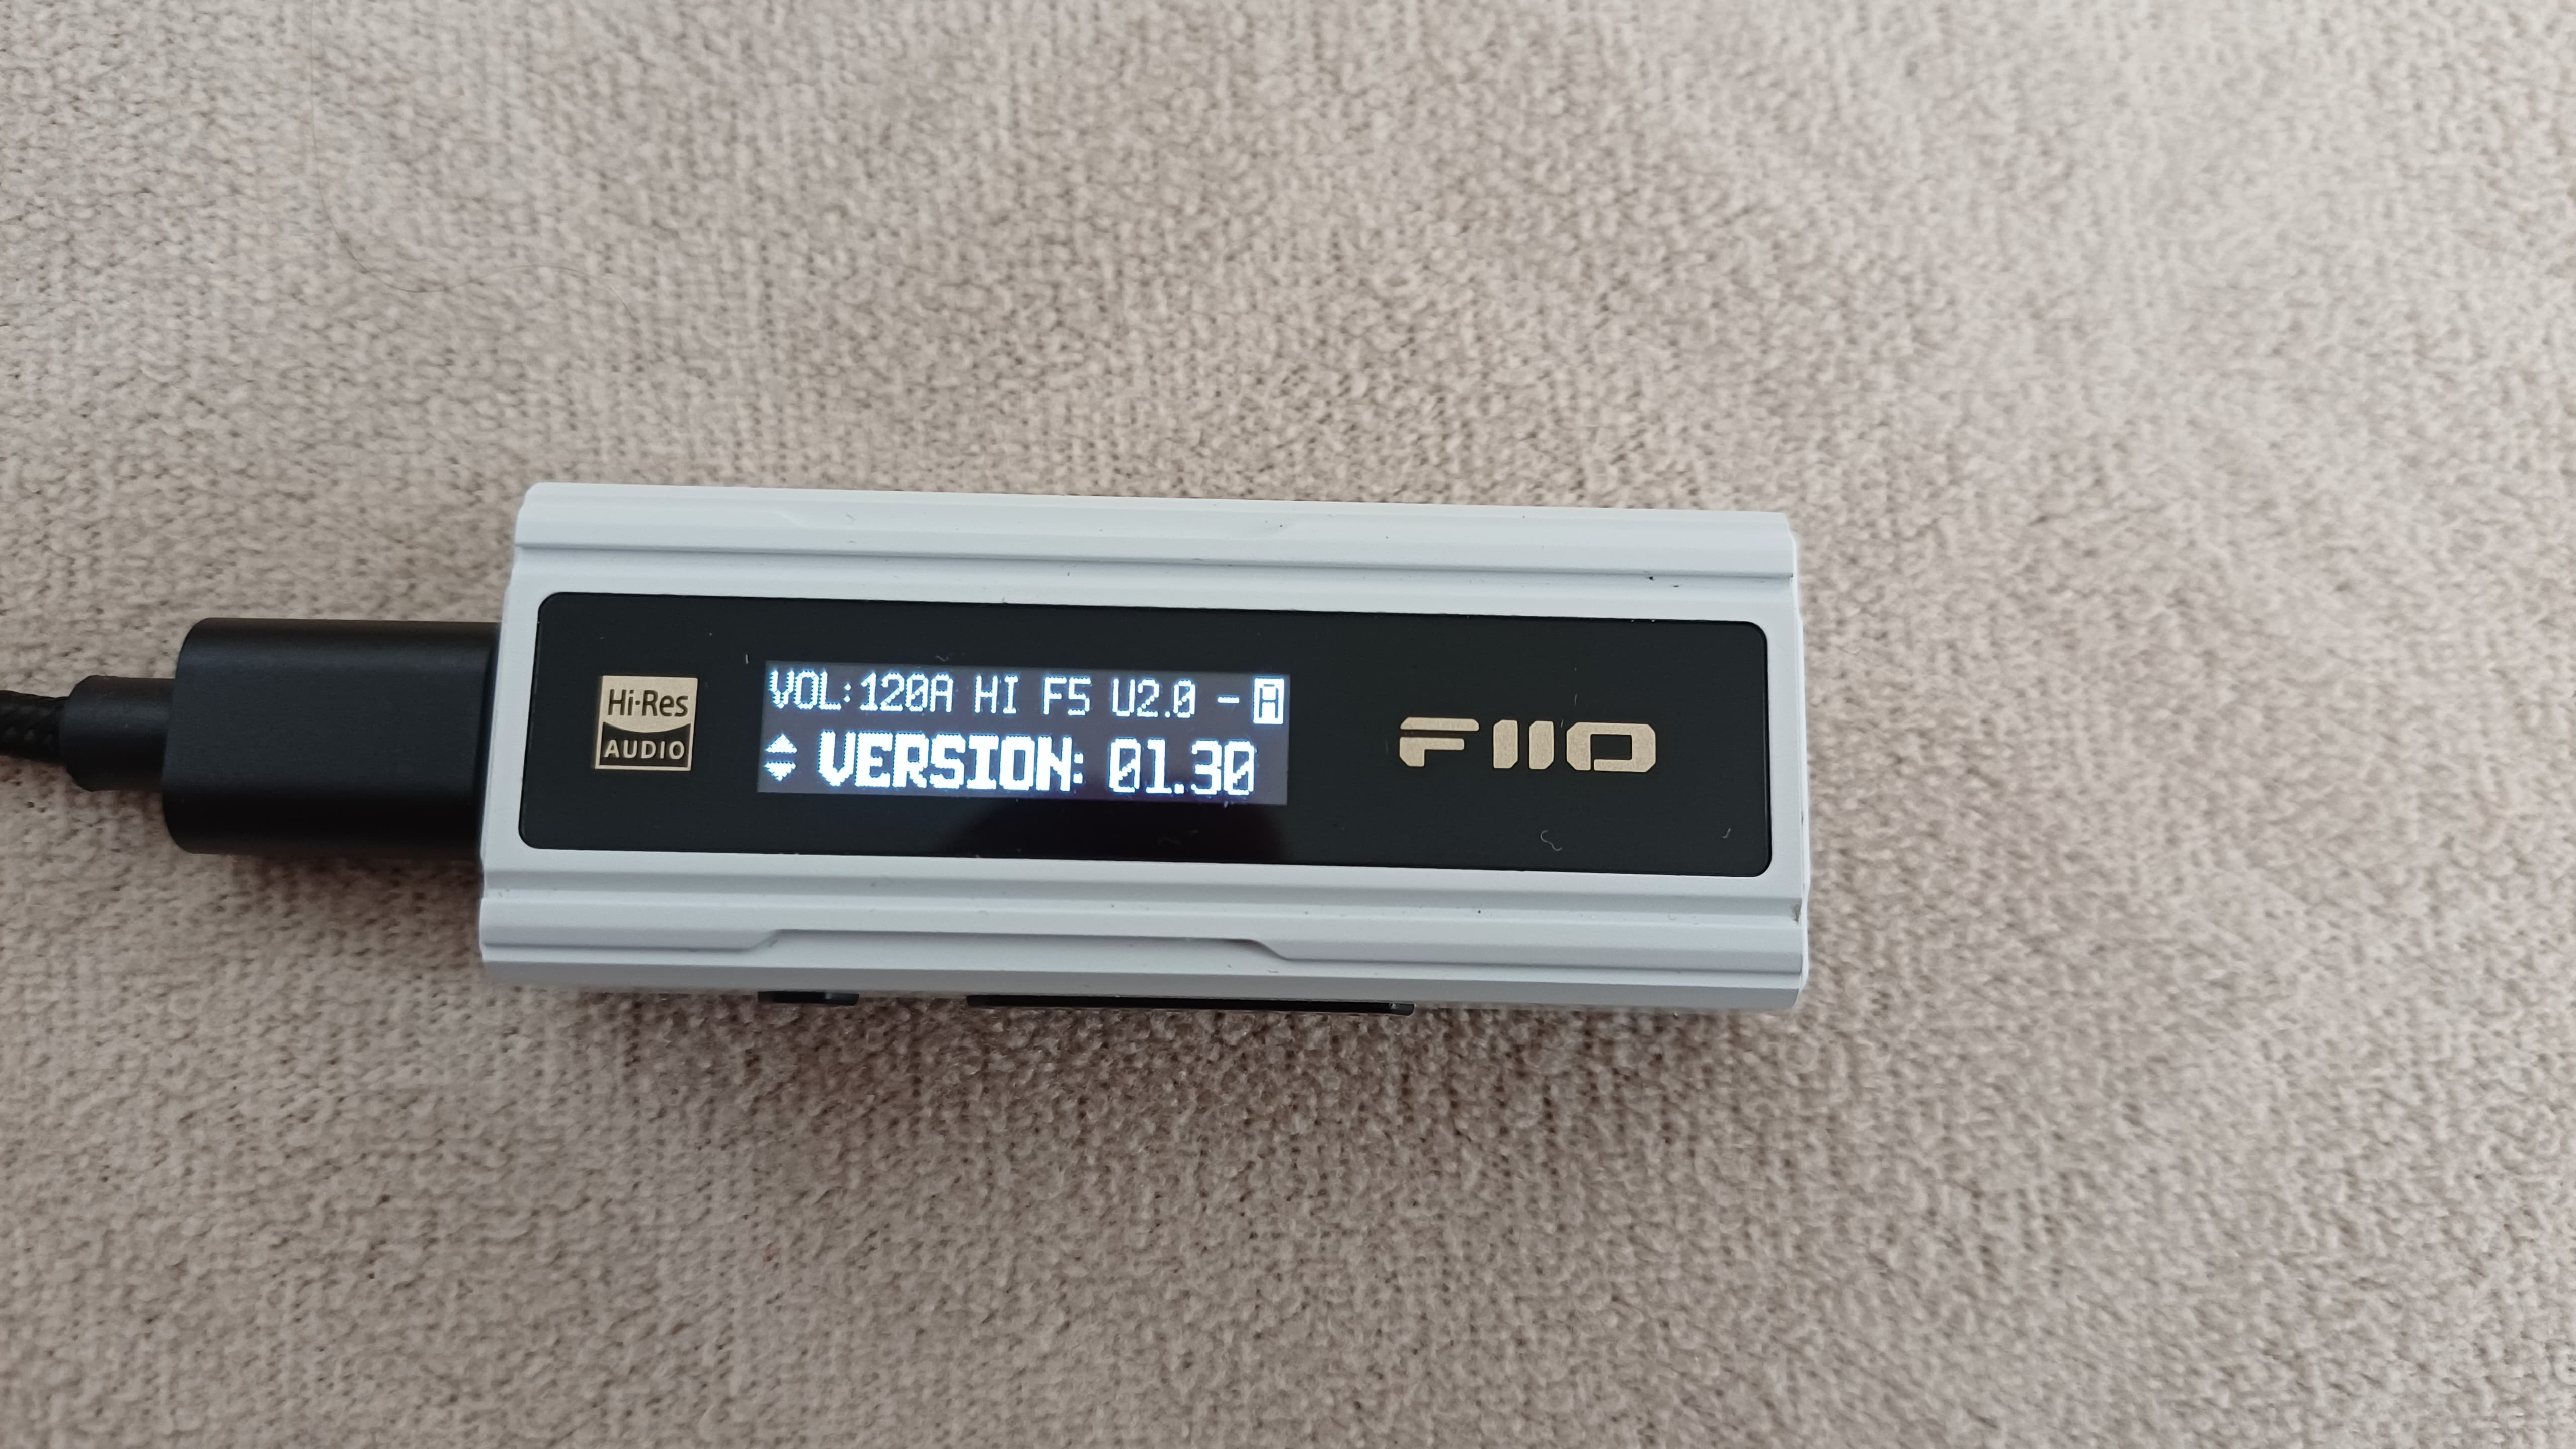 Hi-Res
AUDIO
VOL:120A HI F5 U2.0 - A
VERSION: 01.30
FIIO